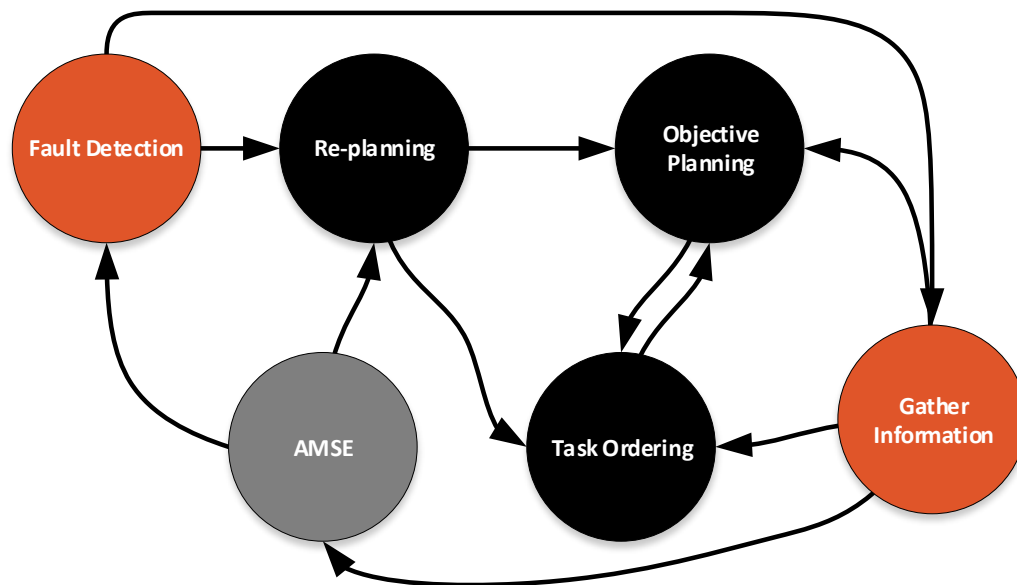 Fault Detection
Re-planning
Objective
Planning
AMSE
Task Ordering
Gather
Information